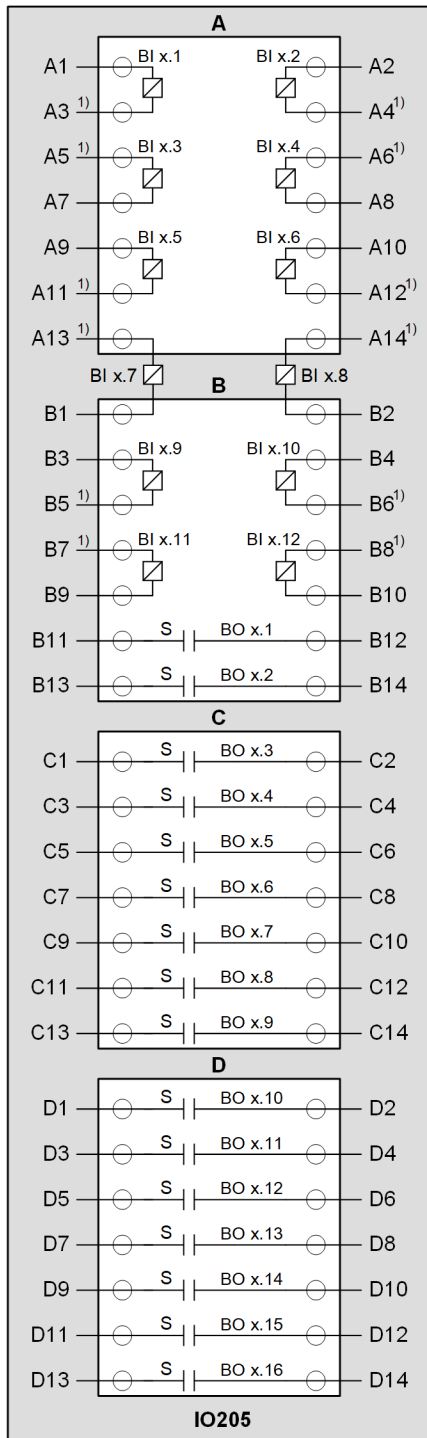 A
A1 BI x.1 BI x.2 A2
A3 1) A4 1)
A5 1) BI x.3 BI x.4 A6 1)
A7 A8
A9 BI x.5 BI x.6 A10
A11 1) A12 1)
A13 1) A14 1)
BI x.7 B BI x.8
B1 B2
B3 BI x.9 BI x.10 B4
B5 1) B6 1)
B7 1) BI x.11 BI x.12 B8 1)
B9 B10
B11 S BO x.1 B12
B13 S BO x.2 B14
C
C1 S BO x.3 C2
C3 S BO x.4 C4
C5 S BO x.5 C6
C7 S BO x.6 C8
C9 S BO x.7 C10
C11 S BO x.8 C12
C13 S BO x.9 C14
D
D1 S BO x.10 D2
D3 S BO x.11 D4
D5 S BO x.12 D6
D7 S BO x.13 D8
D9 S BO x.14 D10
D11 S BO x.15 D12
D13 S BO x.16 D14
IO205